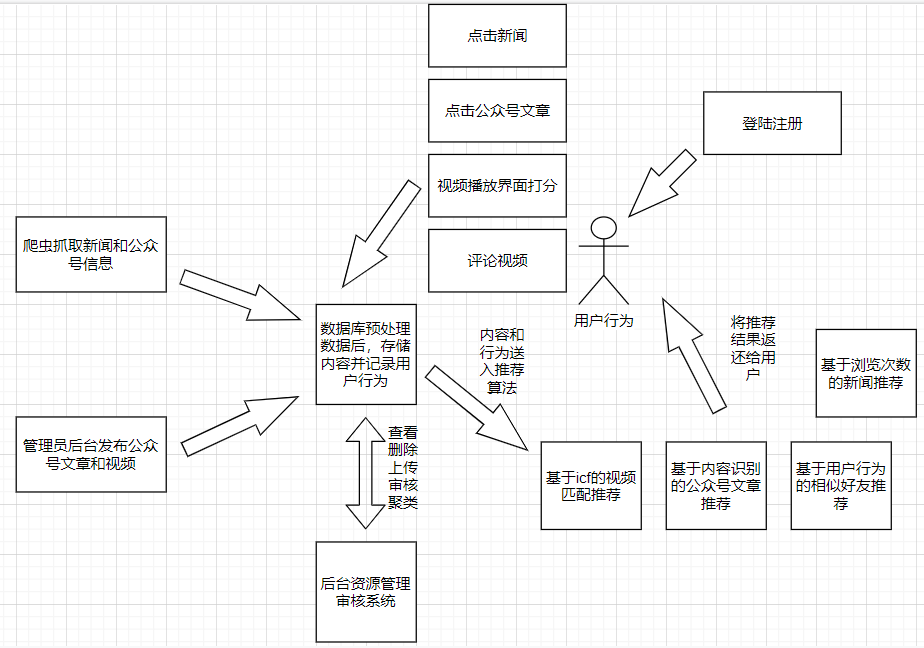 点击新闻
点击公众号文章
视频播放界面打分
评论视频
登陆注册
用户行为
爬虫抓取新闻和公众
号信息
数据库预处理
数据后，存储
内容并记录用
户行为
管理员后台发布公众
号文章和视频
查看
删除
上传
审核
聚类
后台资源管理
审核系统
内容和
行为送
入推荐
算法
将推荐
结果返
还给用
户
基于浏览次数
的新闻推荐
基于icf的视频
匹配推荐
基于内容识别
的公众号文章
推荐
基于用户行为
的相似好友推
荐